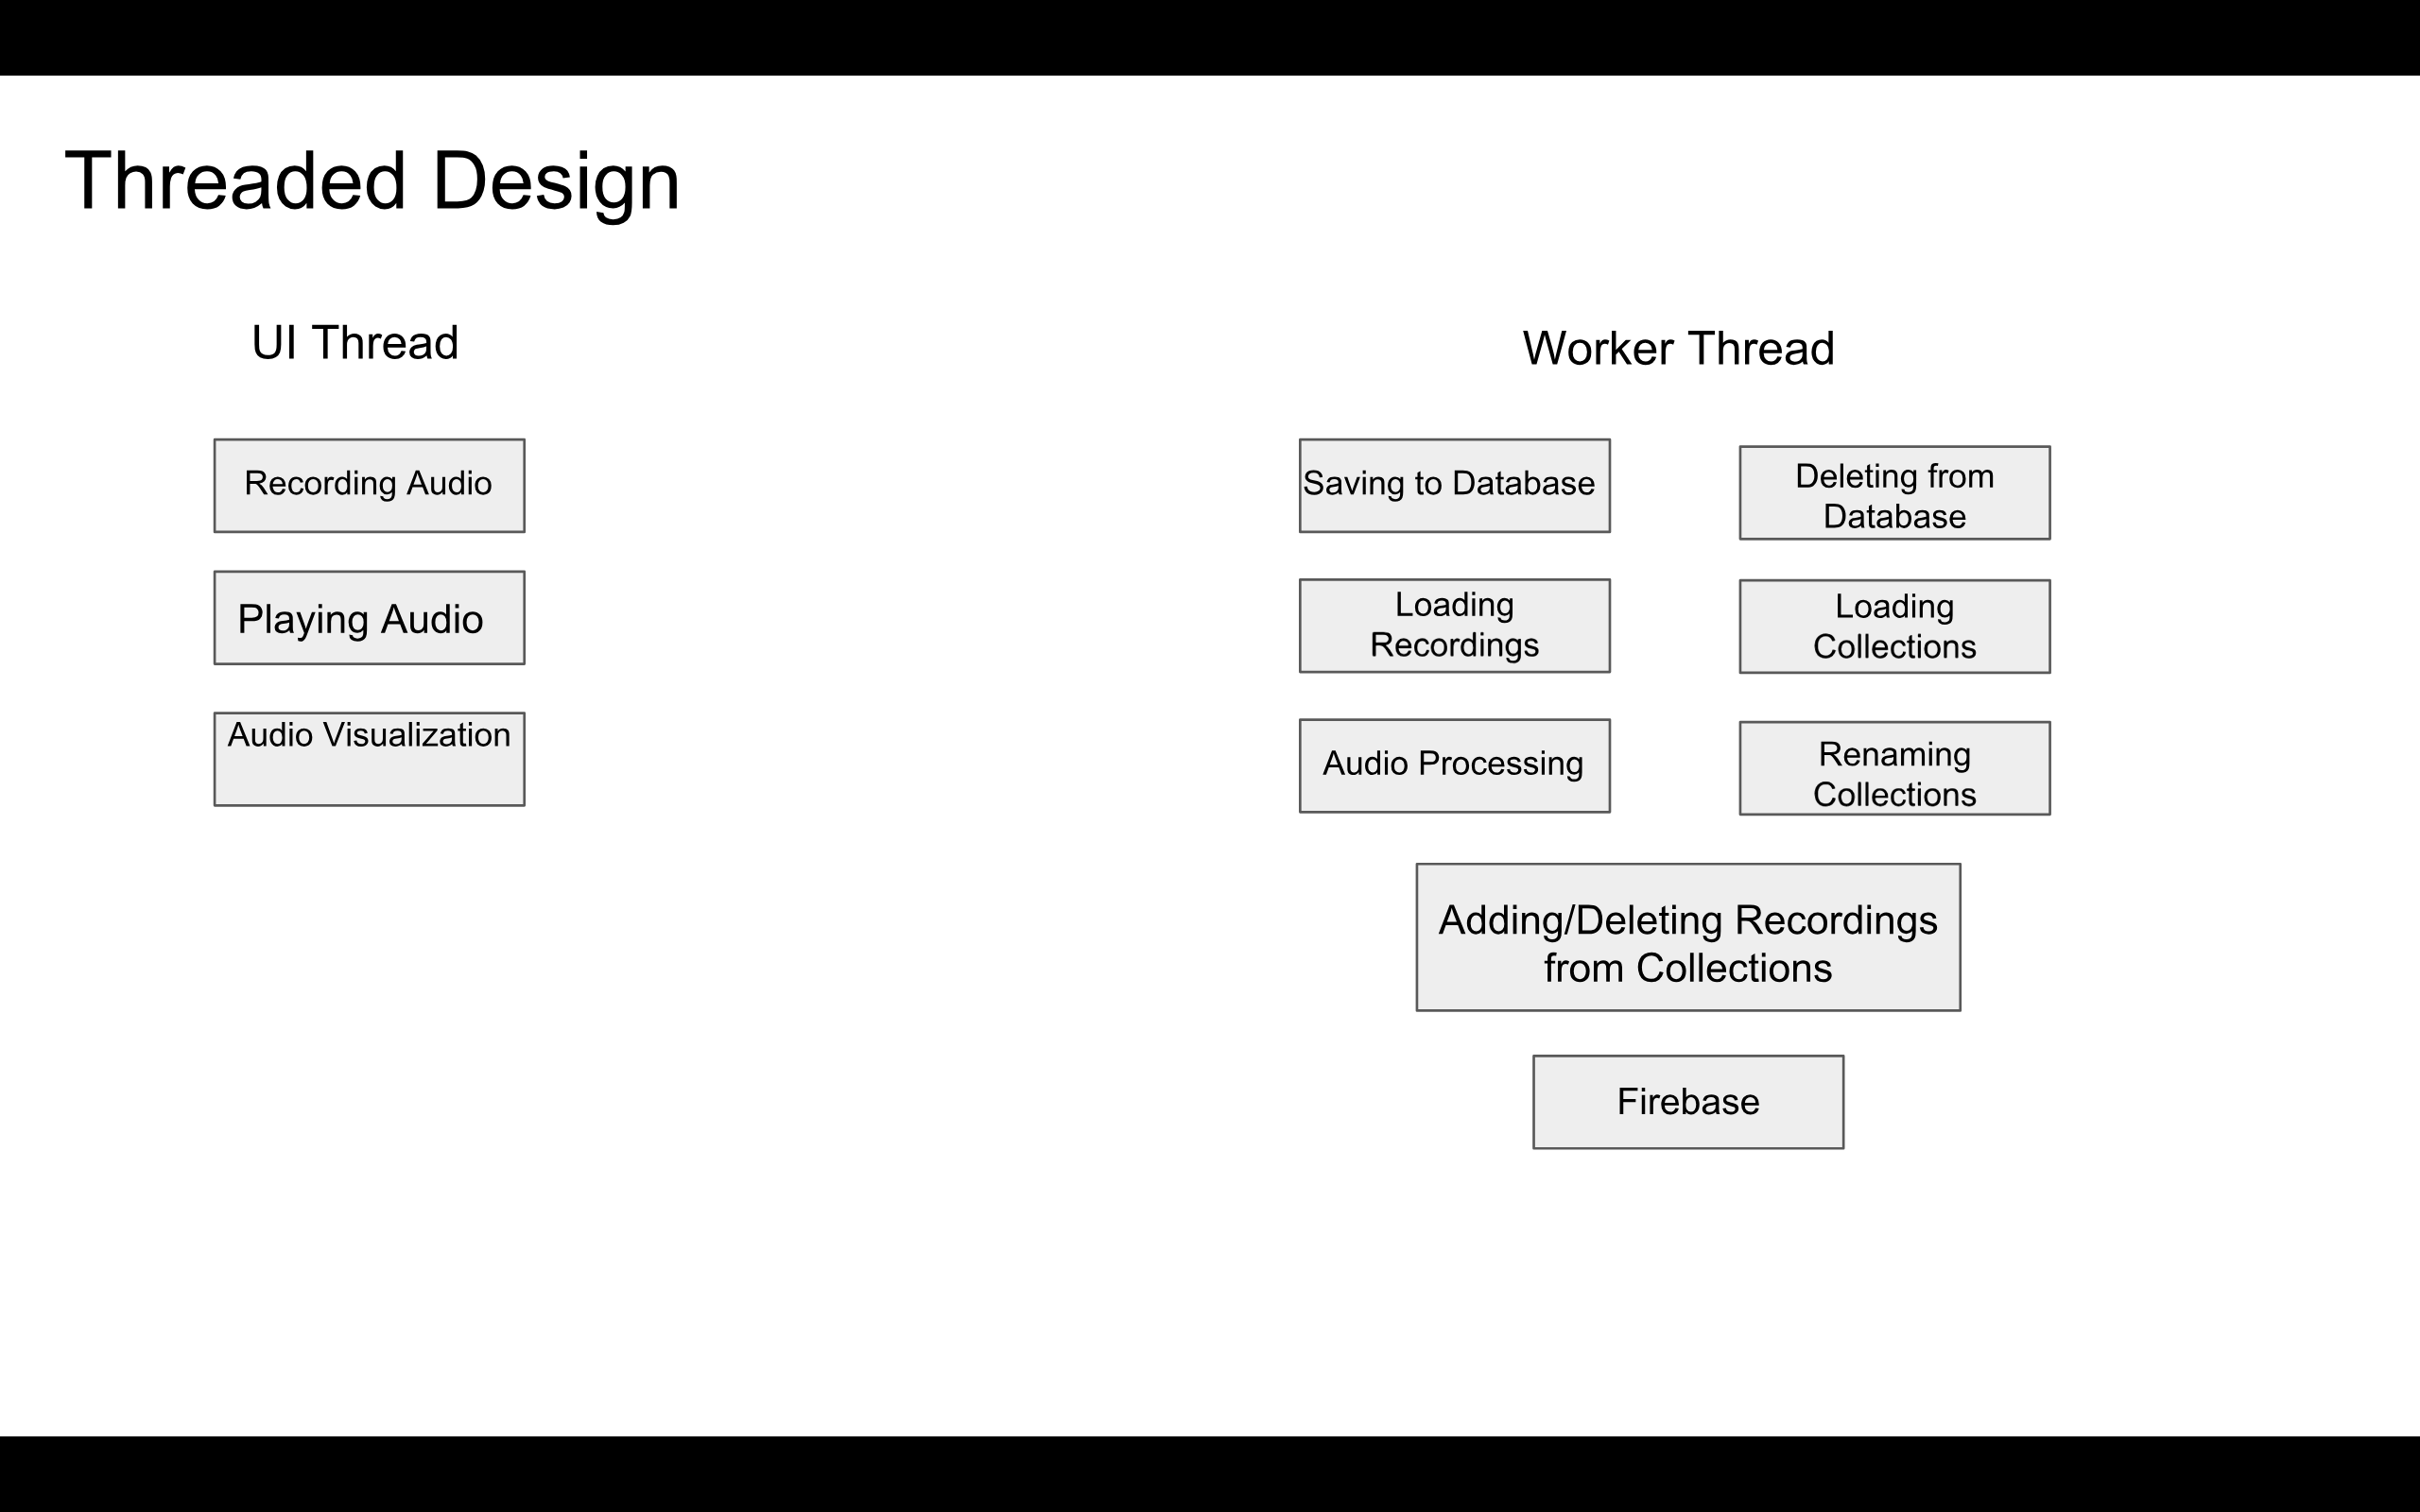 Threaded Design
UI Thread
Recording Audio
Playing Audio
Audio Visualization
Worker Thread
Saving to Database
Deleting from
Database
Loading
Recordings
Loading
Collections
Audio Processing
Renaming
Collections
Adding/Deleting Recordings
from Collections
Firebase